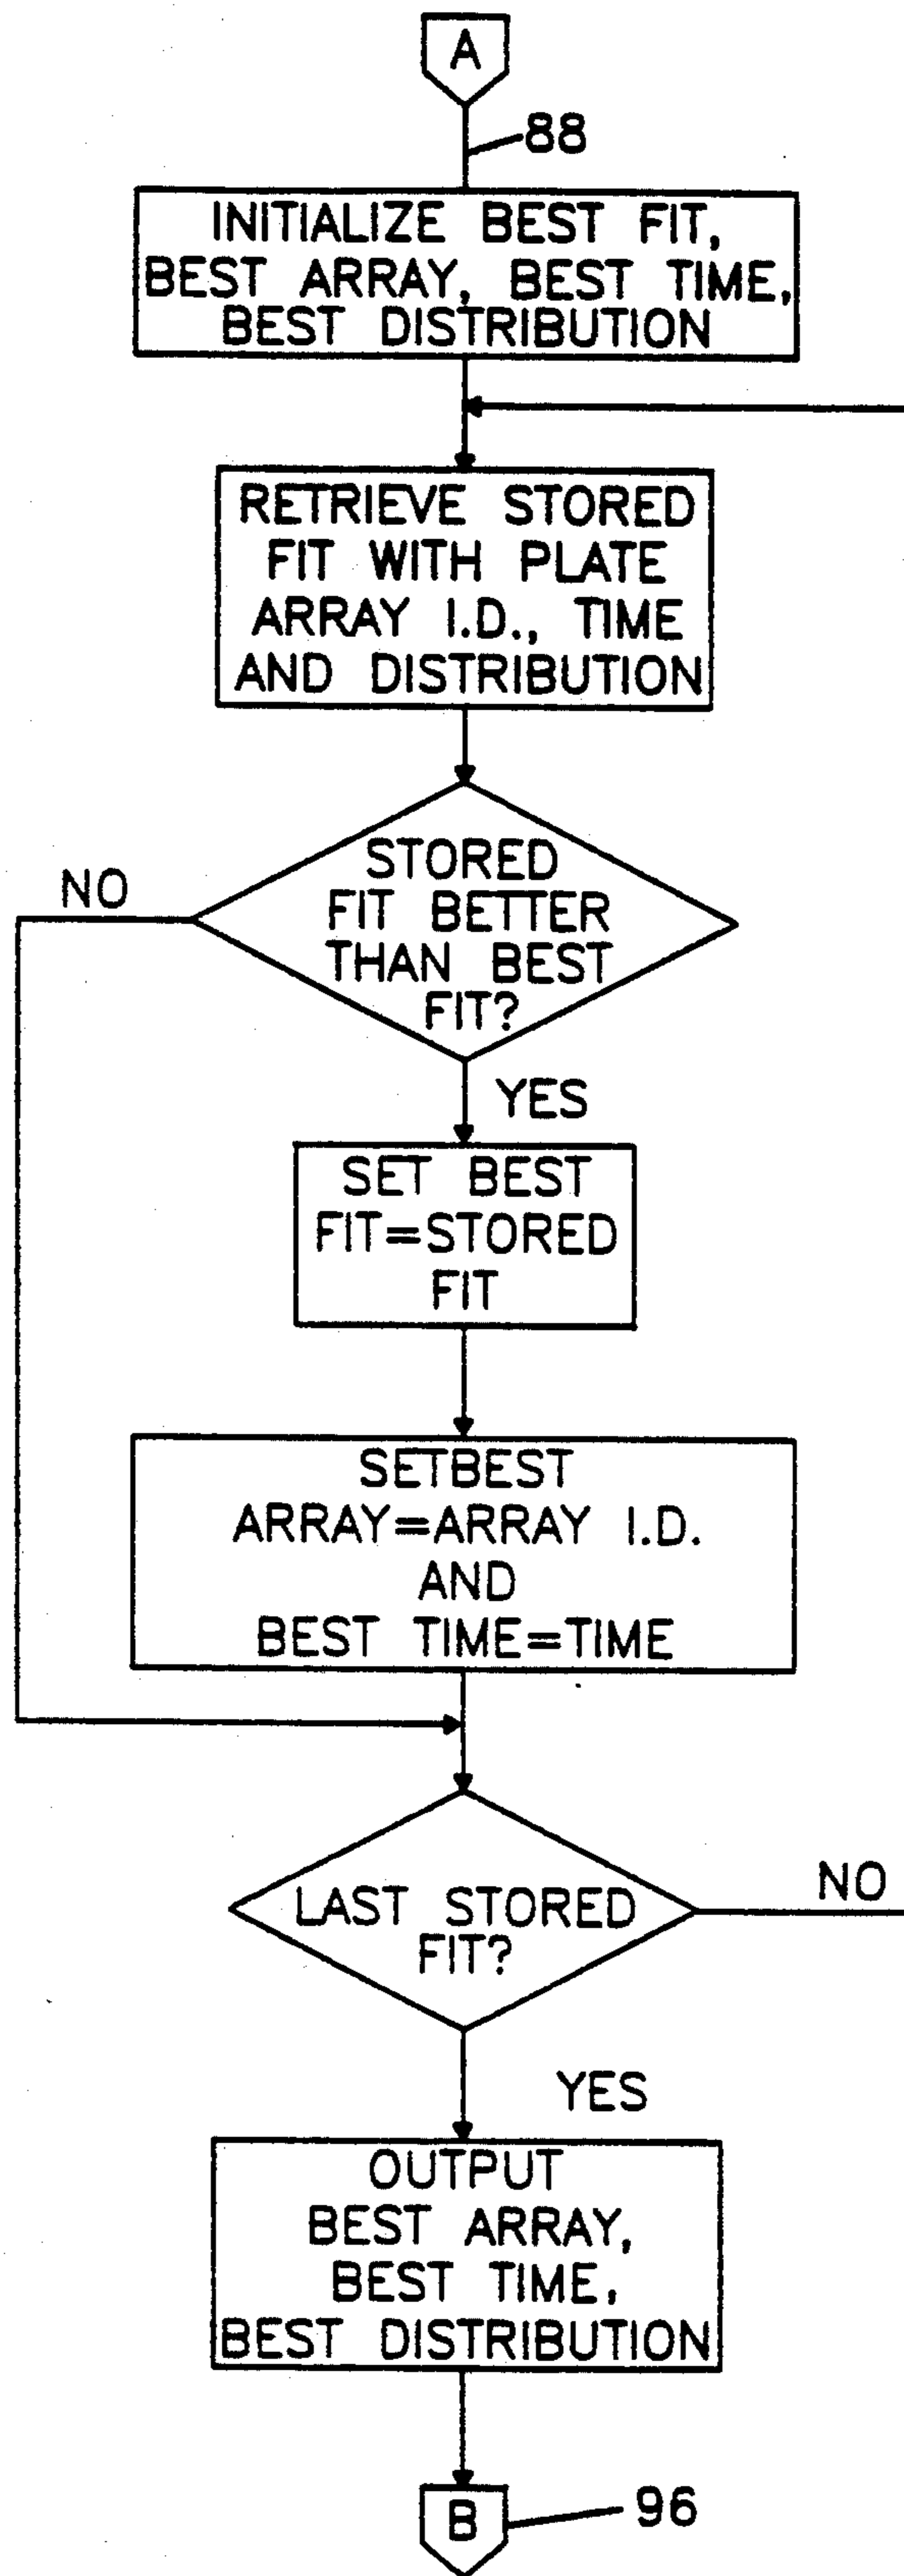 A
88
INITIALIZE BEST FIT,
BEST ARRAY, BEST TIME,
BEST DISTRIBUTION
RETRIEVE STORED
FIT WITH PLATE
ARRAY I.D., TIME
AND DISTRIBUTION
STORED
FIT BETTER
THAN BEST
FIT?
NO
YES
SET BEST
FIT=STORED
FIT
SETBEST
ARRAY=ARRAY I.D.
AND
BEST TIME=TIME
LAST STORED
FIT?
NO
YES
OUTPUT
BEST ARRAY,
BEST TIME,
BEST DISTRIBUTION
B
96